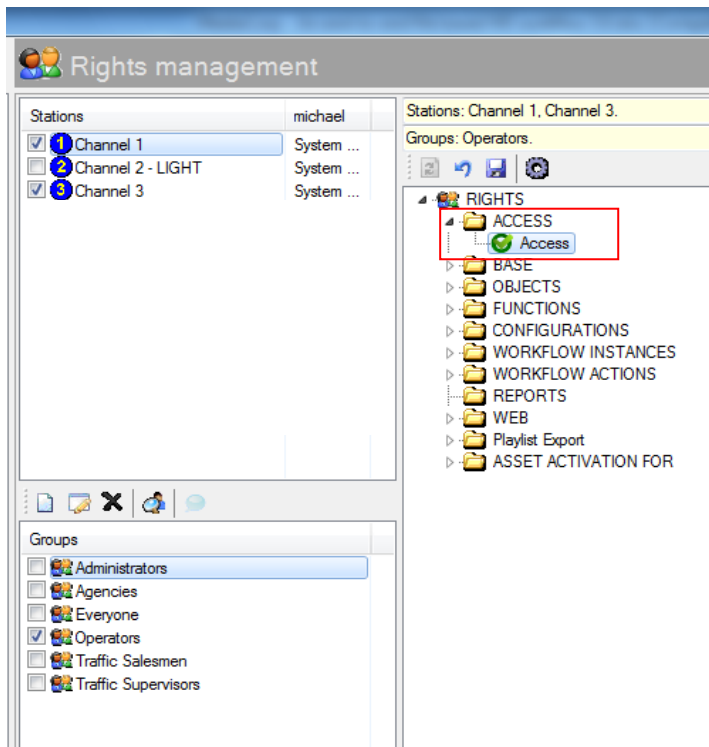 Rights management
Stations michael
1 Channel 1 System ...
2 Channel 2 - LIGHT System ...
3 Channel 3 System ...
Groups
Administrators
Agencies
Everyone
Operators
Traffic Salesmen
Traffic Supervisors
Stations: Channel 1, Channel 3.
Groups: Operators.
RIGHTS
ACCESS
Access
BASE
OBJECTS
FUNCTIONS
CONFIGURATIONS
WORKFLOW INSTANCES
WORKFLOW ACTIONS
REPORTS
WEB
Playlist Export
ASSET ACTIVATION FOR